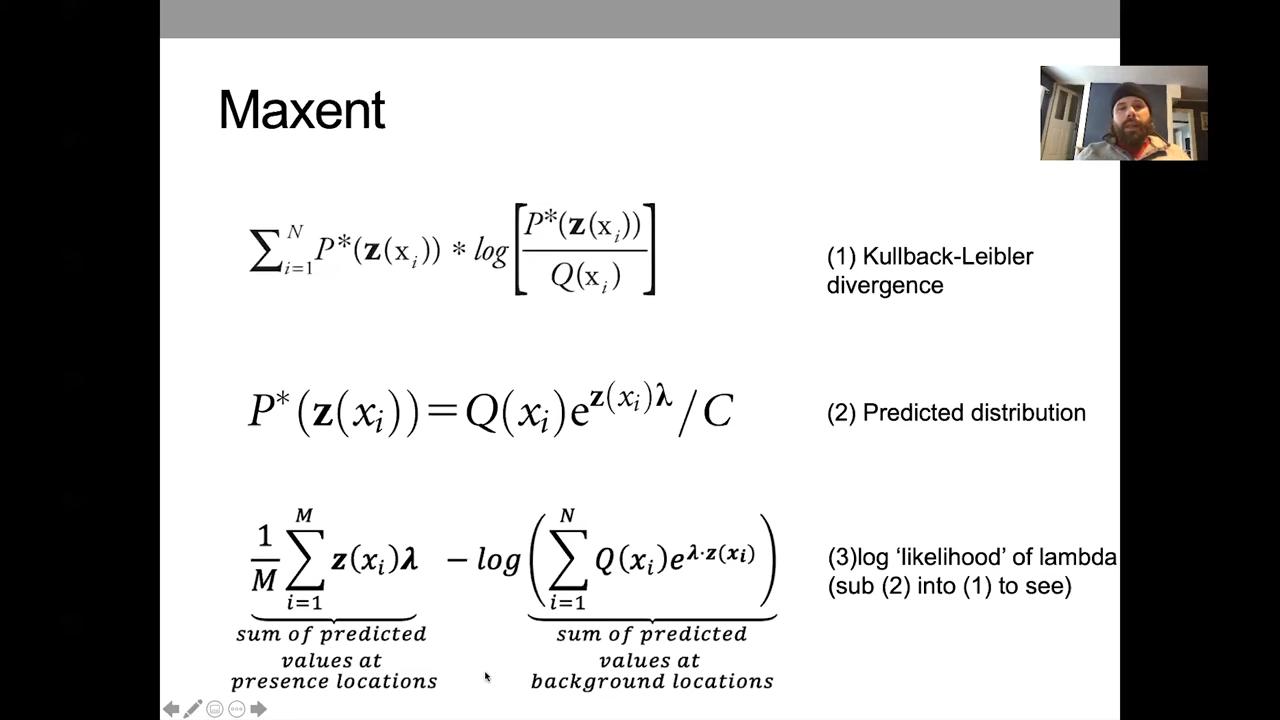 Maxent
∑_{i=1}^{N} P*(z(x_i)) * log[P*(z(x_i)) / Q(x_i)]
(1) Kullback-Leibler
divergence
P*(z(x_i)) = Q(x_i)e^{z(x_i)λ}/C
(2) Predicted distribution
1/M ∑_{i=1}^{M} z(x_i)λ − log(∑_{i=1}^{N} Q(x_i)e^{λ·z(x_i)})
(3)log ‘likelihood’ of lambda
(sub (2) into (1) to see)
sum of predicted
values at
presence locations
sum of predicted
values at
background locations